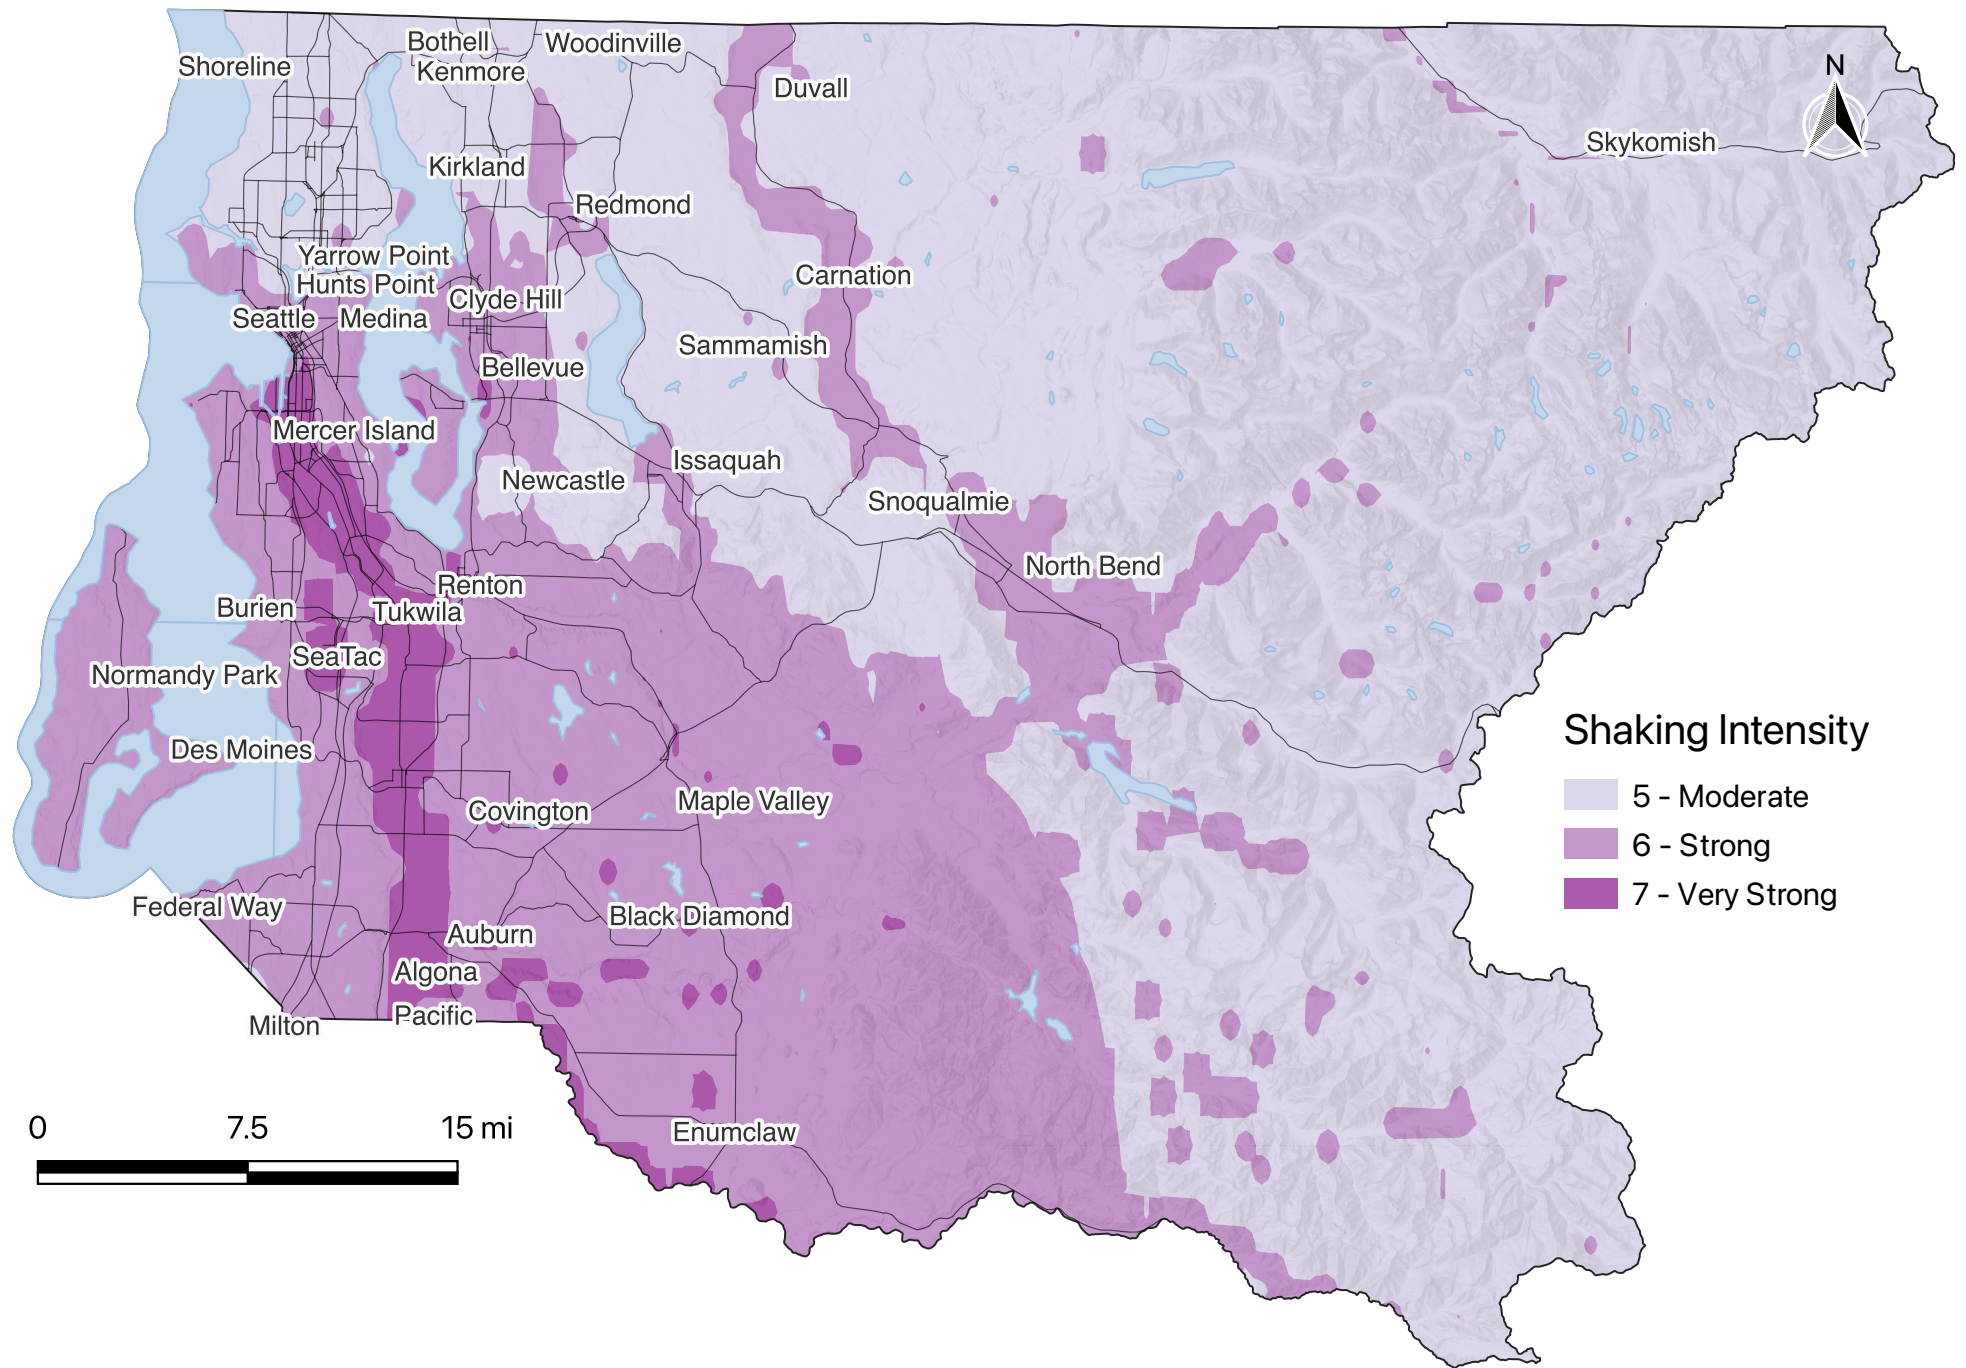 Bothell
Woodinville
Shoreline
Kenmore
Duvall
N
Skykomish
Kirkland
Redmond
Yarrow Point
Hunts Point
Carnation
Clyde Hill
Seattle
Medina
Sammamish
Bellevue
Mercer Island
Issaquah
Newcastle
Snoqualmie
North Bend
Renton
Burien
Tukwila
SeaTac
Normandy Park
Des Moines
Covington
Maple Valley
Federal Way
Black Diamond
Auburn
Algona
Pacific
Milton
Enumclaw
Shaking Intensity
5 - Moderate
6 - Strong
7 - Very Strong
0 7.5 15 mi